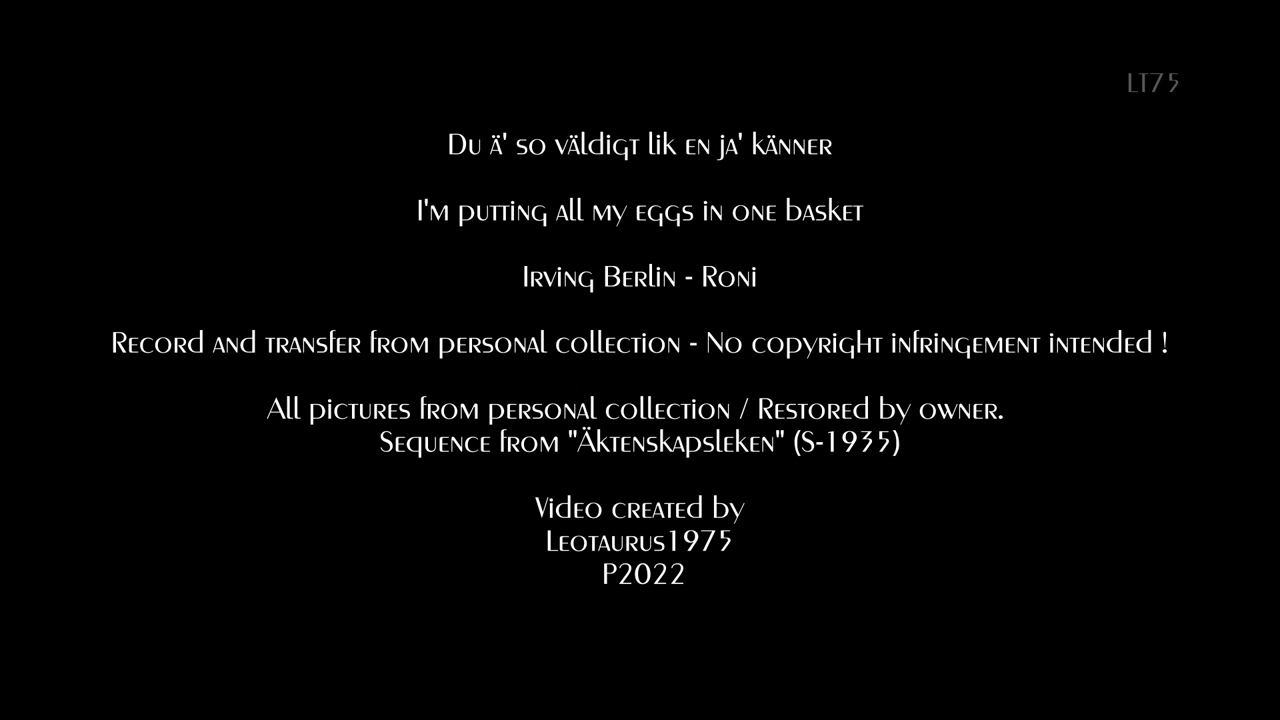 LT75
Du ä' so väldigt lik en ja' känner
I'm putting all my eggs in one basket
Irving Berlin - Roni
Record and transfer from personal collection - No copyright infringement intended !
All pictures from personal collection / Restored by owner.
Sequence from "Äktenskapsleken" (S-1935)
Video created by
Leotaurus1975
P2022